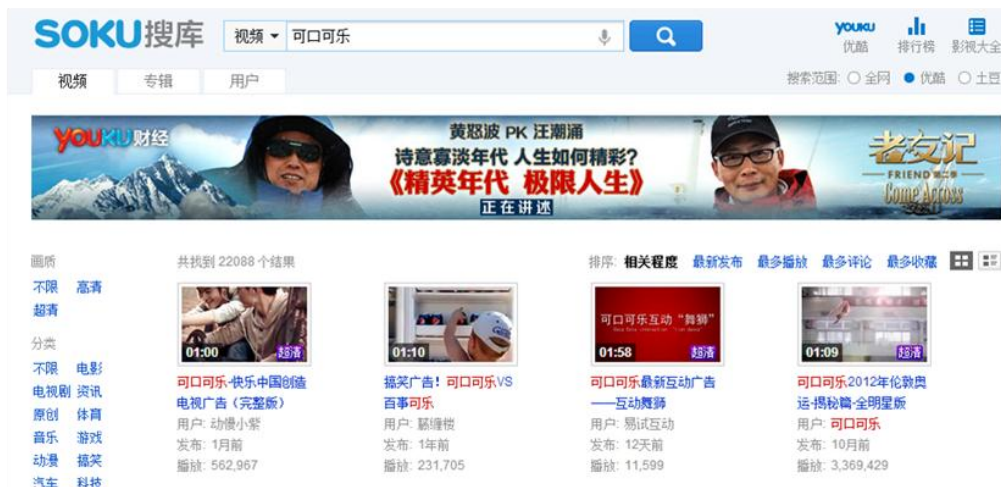 SOKU搜库
视频
可口可乐
YOUKU
优酷
排行榜
影视大全
视频
专辑
用户
搜索范围: 全网 优酷 土豆
YOUKU财经
黄怒波 PK 汪潮涌
诗意寡淡年代 人生如何精彩?
《精英年代 极限人生》
正在讲述
老友记
FRIEND 第二季
Come Across
画质
共找到 22088 个结果
排序: 相关程度 最新发布 最多播放 最多评论 最多收藏
不限 高清
超清
分类
不限 电影
电视剧 资讯
原创 体育
音乐 游戏
动漫 搞笑
汽车 科技
01:00 超清
可口可乐-快乐中国创造
电视广告（完整版）
用户: 动慢小紫
发布: 1月前
播放: 562,967
01:10
搞笑广告！可口可乐VS
百事可乐
用户:
发布: 1年前
播放: 231,705
可口可乐互动“舞狮”
01:58 超清
可口可乐最新互动广告
——互动舞狮
用户: 易试互动
发布: 12天前
播放: 11,599
01:09 超清
可口可乐2012年伦敦奥
运-揭秘篇-全明星版
用户: 可口可乐
发布: 10月前
播放: 3,369,429